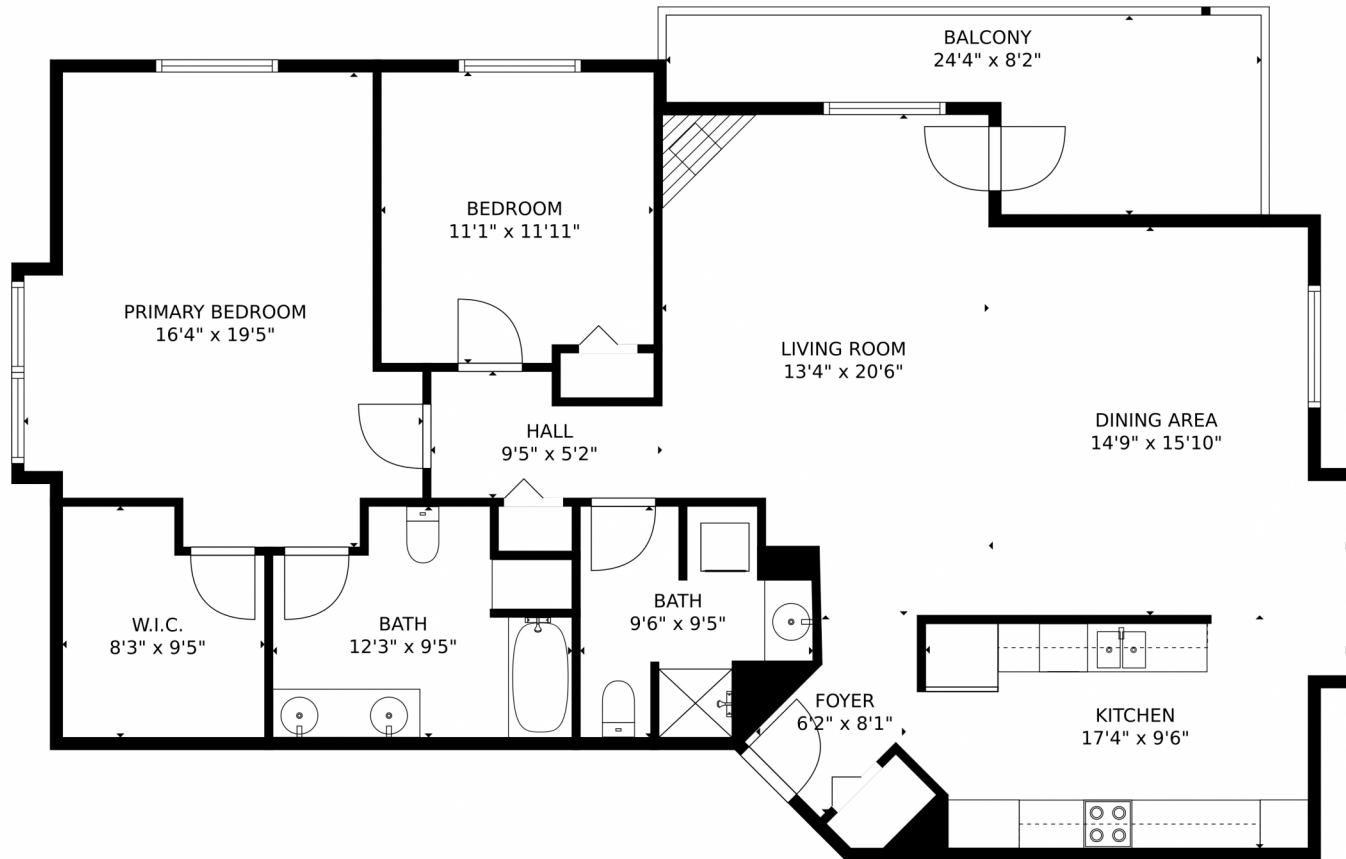 BALCONY
24'4" x 8'2"
BEDROOM
11'1" x 11'11"
PRIMARY BEDROOM
16'4" x 19'5"
LIVING ROOM
13'4" x 20'6"
DINING AREA
14'9" x 15'10"
HALL
9'5" x 5'2"
W.I.C.
8'3" x 9'5"
BATH
12'3" x 9'5"
BATH
9'6" x 9'5"
FOYER
6'2" x 8'1"
KITCHEN
17'4" x 9'6"